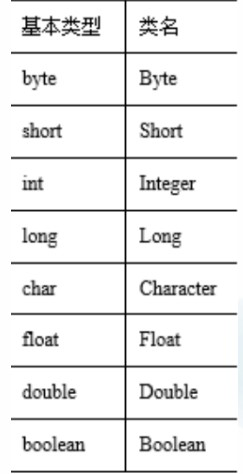 基本类型 类名
byte Byte
short Short
int Integer
long Long
char Character
float Float
double Double
boolean Boolean